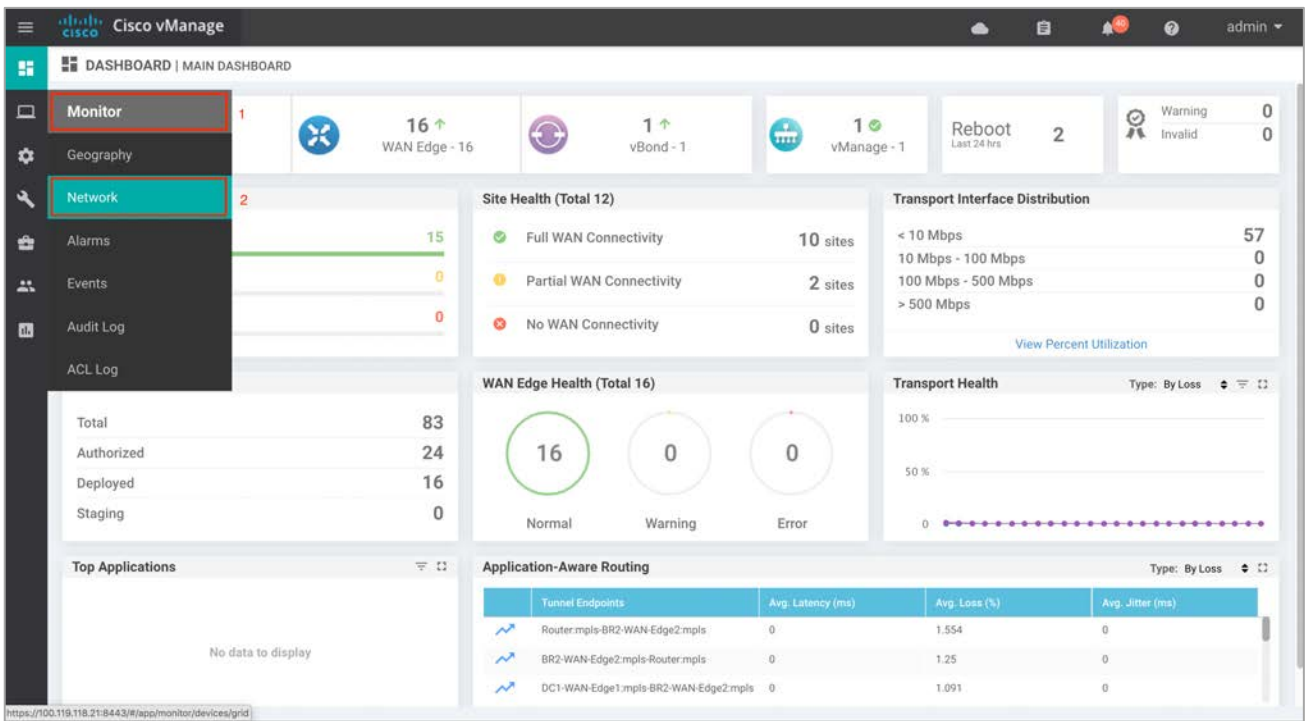 cisco Cisco vManage 40 admin
DASHBOARD | MAIN DASHBOARD
Monitor 1
Geography
Network 2
Alarms
Events
Audit Log
ACL Log
16
WAN Edge - 16
1
vBond - 1
1
vManage - 1
Reboot
Last 24 hrs
2
Warning 0
Invalid 0
15
0
0
Site Health (Total 12)
Full WAN Connectivity 10 sites
Partial WAN Connectivity 2 sites
No WAN Connectivity 0 sites
Transport Interface Distribution
< 10 Mbps 57
10 Mbps - 100 Mbps 0
100 Mbps - 500 Mbps 0
> 500 Mbps 0
View Percent Utilization
Total 83
Authorized 24
Deployed 16
Staging 0
WAN Edge Health (Total 16)
16 0 0
Normal Warning Error
Transport Health Type: By Loss
100 %
50 %
0
Top Applications
No data to display
Application-Aware Routing Type: By Loss
Tunnel Endpoints Avg. Latency (ms) Avg. Loss (%) Avg. Jitter (ms)
Router:mpls-BR2-WAN-Edge2:mpls 0 1.554 0
BR2-WAN-Edge2:mpls-Router:mpls 0 1.25 0
DC1-WAN-Edge1:mpls-BR2-WAN-Edge2:mpls 0 1.091 0
https://100.119.118.21:8443/#/app/monitor/devices/grid